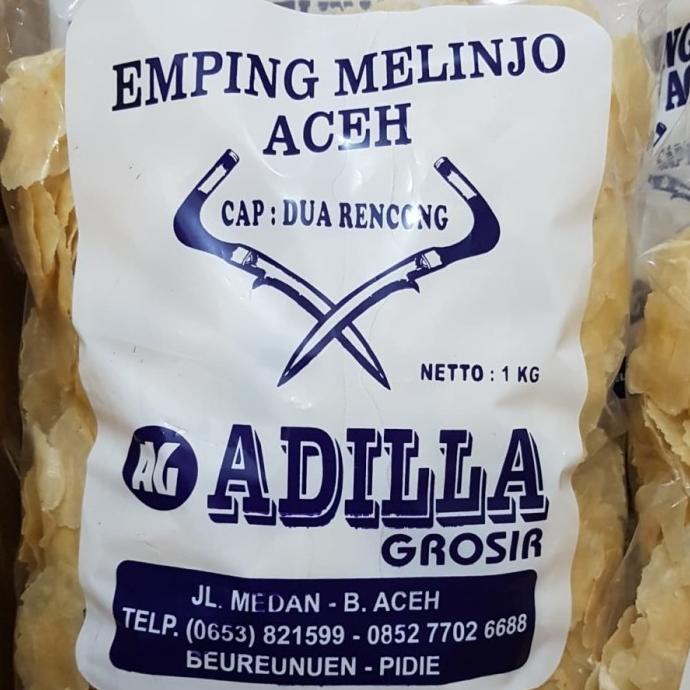 EMPING MELINJO
ACEH
CAP : DUA RENCONG
NETTO : 1 KG
AG ADILLA
GROSIR
JL. MEDAN - B. ACEH
TELP. (0653) 821599 - 0852 7702 6688
BEUREUNUEN - PIDIE